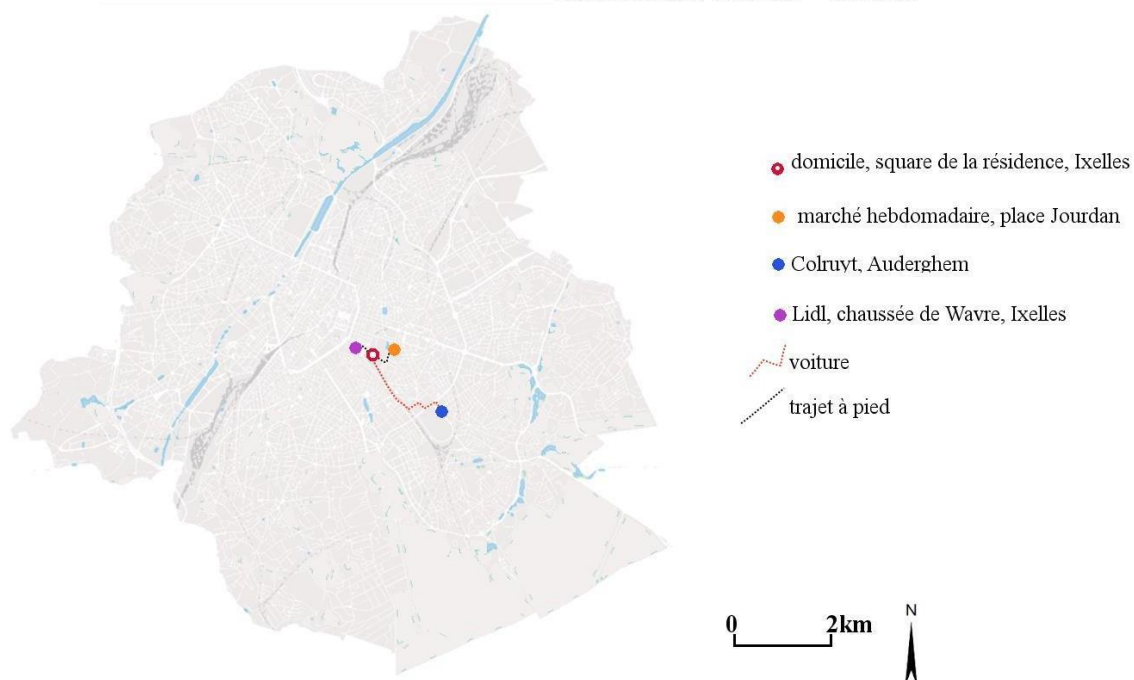 domicile, square de la résidence, Ixelles
marché hebdomadaire, place Jourdan
Colruyt, Auderghem
Lidl, chaussée de Wavre, Ixelles
voiture
trajet à pied
0 2km
N